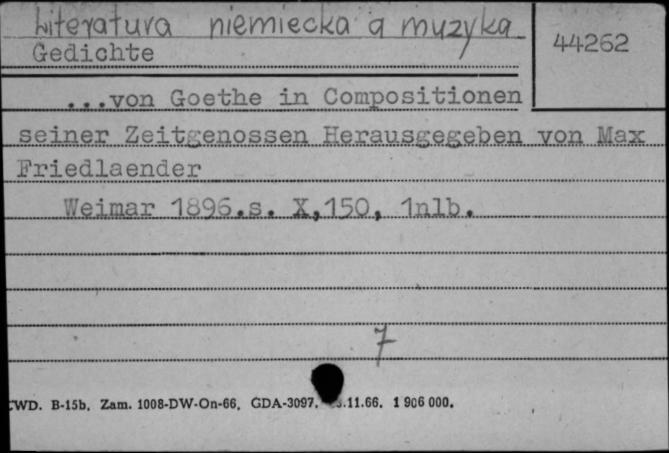 Literatura niemiecka a muzyka
44262
Gedichte
...von Goethe in Compositionen
seiner Zeitgenossen Herausgegeben von Max
Friedlaender
Weimar 1896.s. X,150, 1nlb.
7
CWD. B-15b. Zam. 1008-DW-On-66. GDA-3097. .11.66. 1 906 000.